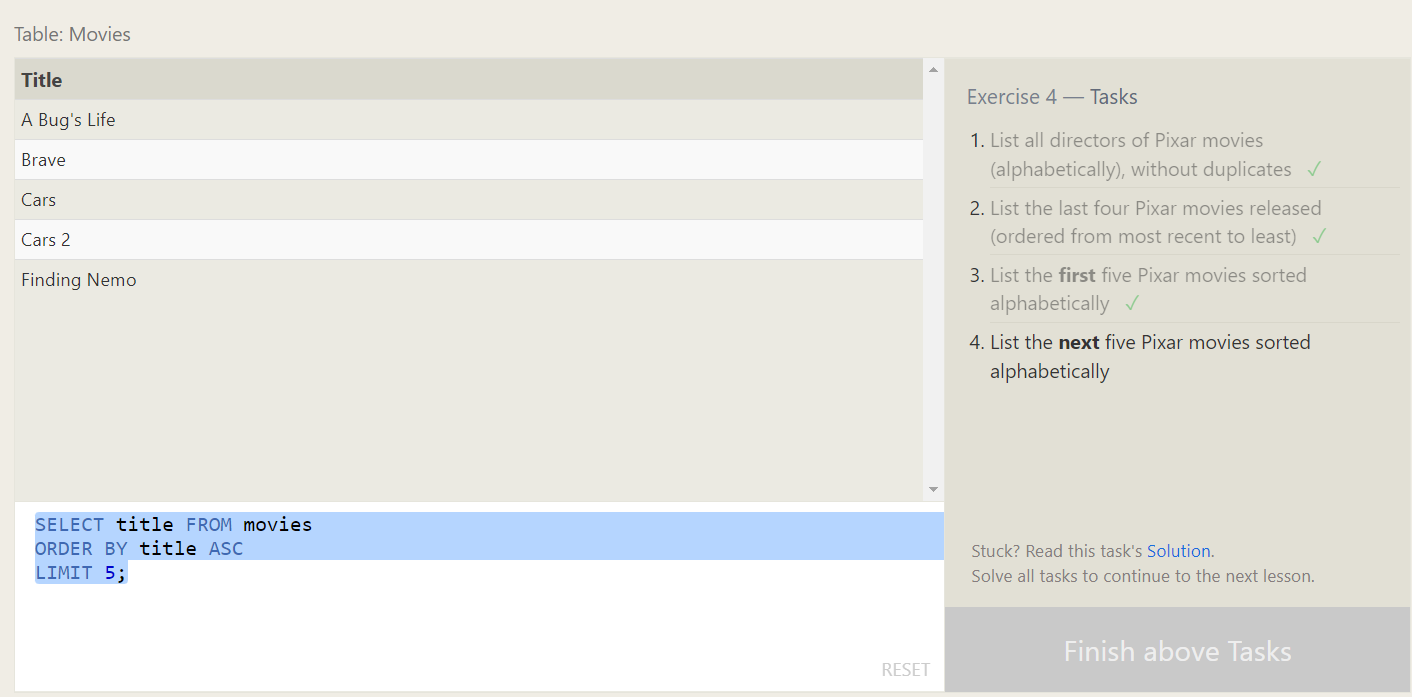 Table: Movies
Title
A Bug's Life
Brave
Cars
Cars 2
Finding Nemo
SELECT title FROM movies
ORDER BY title ASC
LIMIT 5;
RESET
Exercise 4 — Tasks
1. List all directors of Pixar movies
(alphabetically), without duplicates ✓
2. List the last four Pixar movies released
(ordered from most recent to least) ✓
3. List the first five Pixar movies sorted
alphabetically ✓
4. List the next five Pixar movies sorted
alphabetically
Stuck? Read this task's Solution.
Solve all tasks to continue to the next lesson.
Finish above Tasks